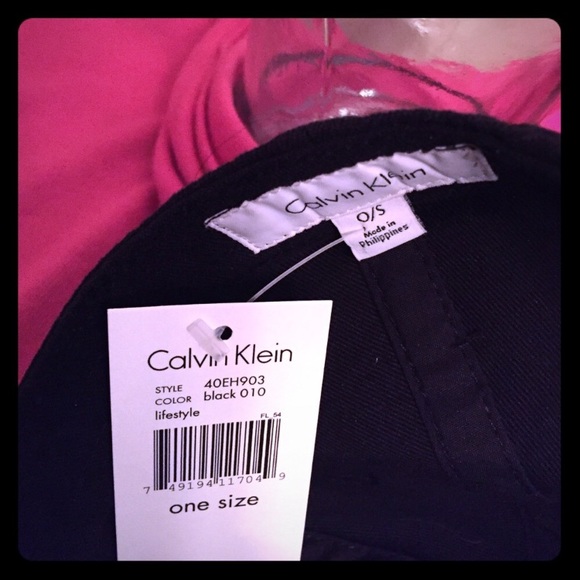 Calvin Klein
O/S
Made in
Philippines
Calvin Klein
STYLE 40EH903
COLOR black 010
lifestyle
FL 54
7 49194 11704 9
one size